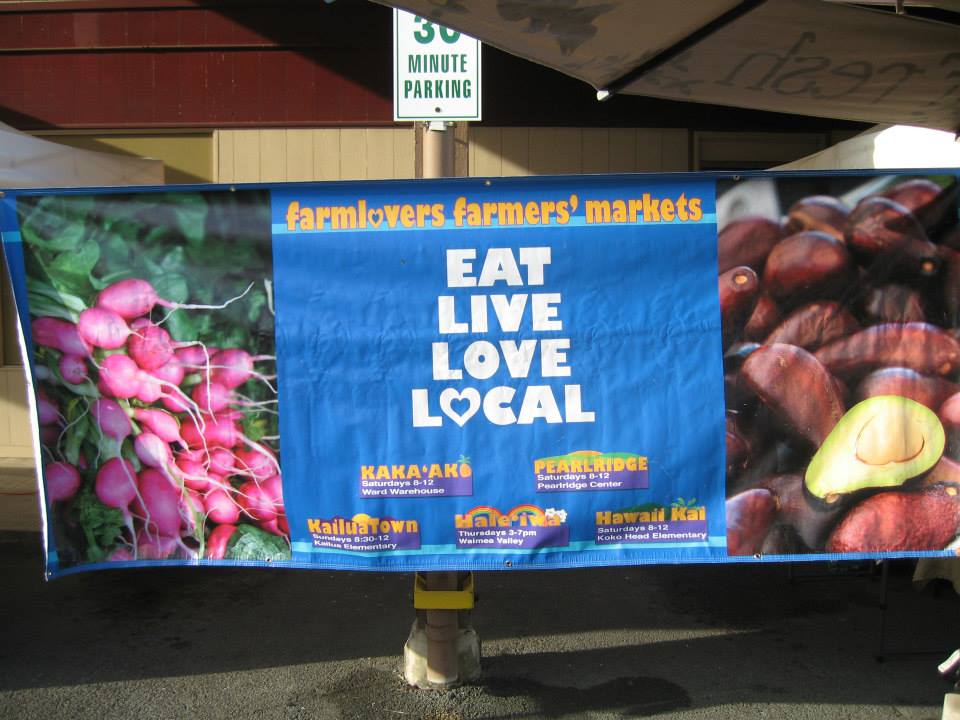 30
MINUTE
PARKING
fresh
farmlovers farmers' markets
EAT
LIVE
LOVE
LOCAL
KAKA'AKO
Saturdays 8-12
Ward Warehouse
PEARLRIDGE
Saturdays 8-12
Pearlridge Center
KailuaTown
Sundays 8:30-12
Kailua Elementary
Hale'iwa
Thursdays 3-7pm
Waimea Valley
Hawaii Kai
Saturdays 8-12
Koko Head Elementary